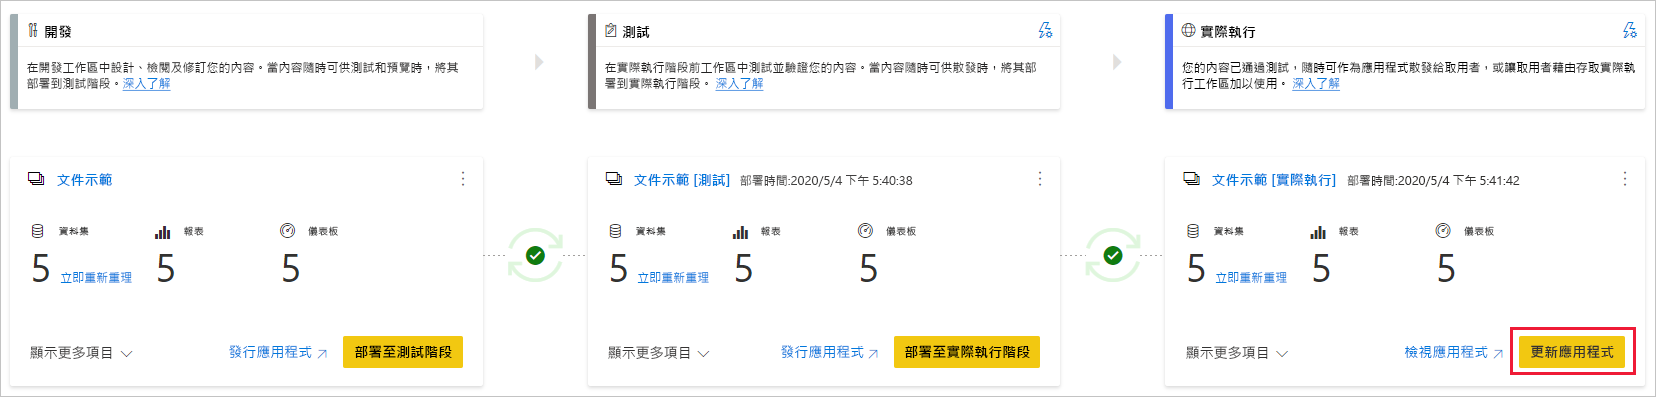 開發
在開發工作區中設計、檢閱及修訂您的內容。當內容隨時可供測試和預覽時，將其
部署到測試階段。深入了解
測試
在實際執行階段前工作區中測試並驗證您的內容。當內容隨時可供散發時，將其部
署到實際執行階段。 深入了解
實際執行
您的內容已通過測試，隨時可作為應用程式散發給取用者，或讓取用者藉由存取實際執
行工作區加以使用。 深入了解
文件示範
資料集 報表 儀表板
5 立即重新重理 5 5
顯示更多項目 發行應用程式 部署至測試階段
文件示範 [測試] 部署時間:2020/5/4 下午 5:40:38
資料集 報表 儀表板
5 立即重新重理 5 5
顯示更多項目 發行應用程式 部署至實際執行階段
文件示範 [實際執行] 部署時間:2020/5/4 下午 5:41:42
資料集 報表 儀表板
5 立即重新重理 5 5
顯示更多項目 檢視應用程式 更新應用程式